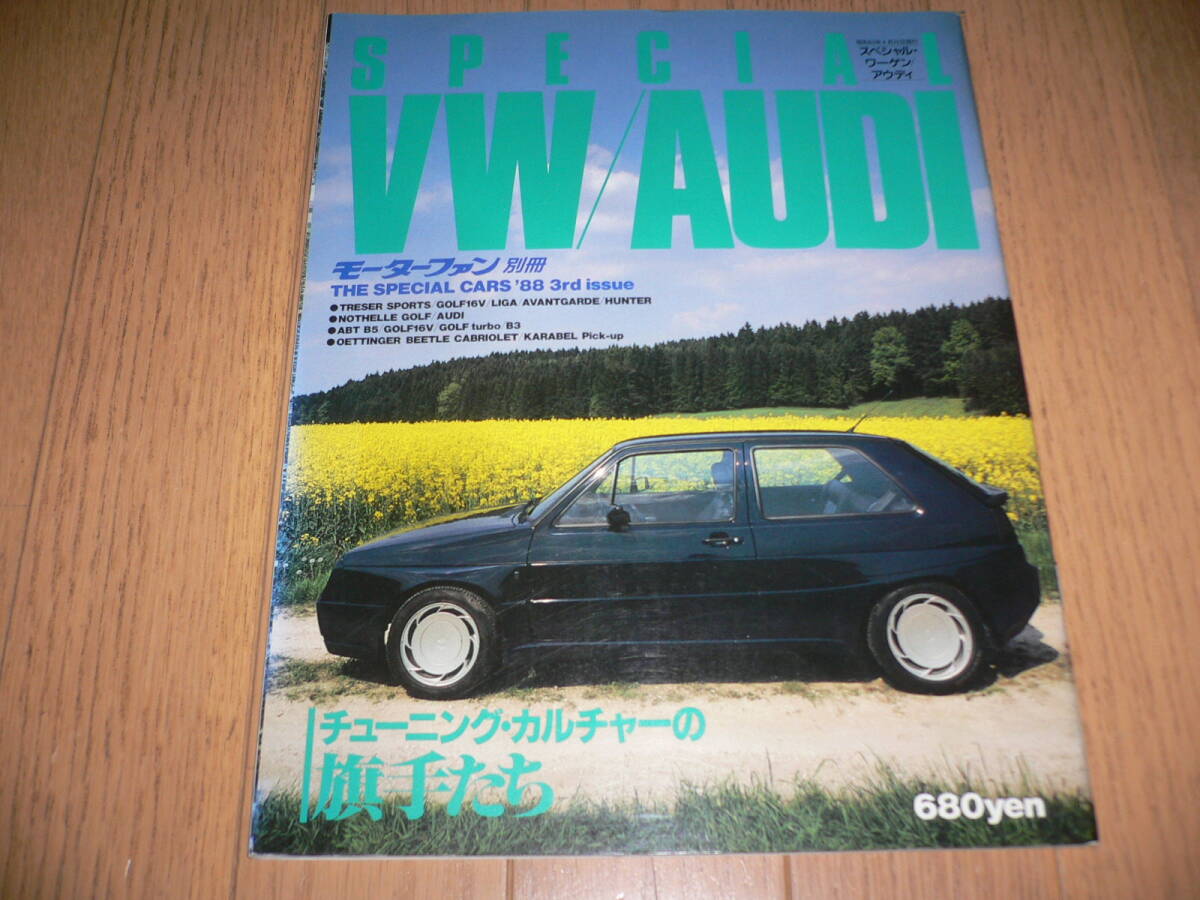 SPECIAL
スペシャル・
ワーゲン/
アウディ
VW/AUDI
モーターファン 別冊
THE SPECIAL CARS '88 3rd issue
●TRESER SPORTS/GOLF16V/LIGA/AVANTGARDE/HUNTER
●NOTHELLE GOLF/AUDI
●ABT B5/GOLF16V/GOLF turbo/B3
●OETTINGER BEETLE CABRIOLET/KARABEL Pick-up
チューニング・カルチャーの
旗手たち
680yen